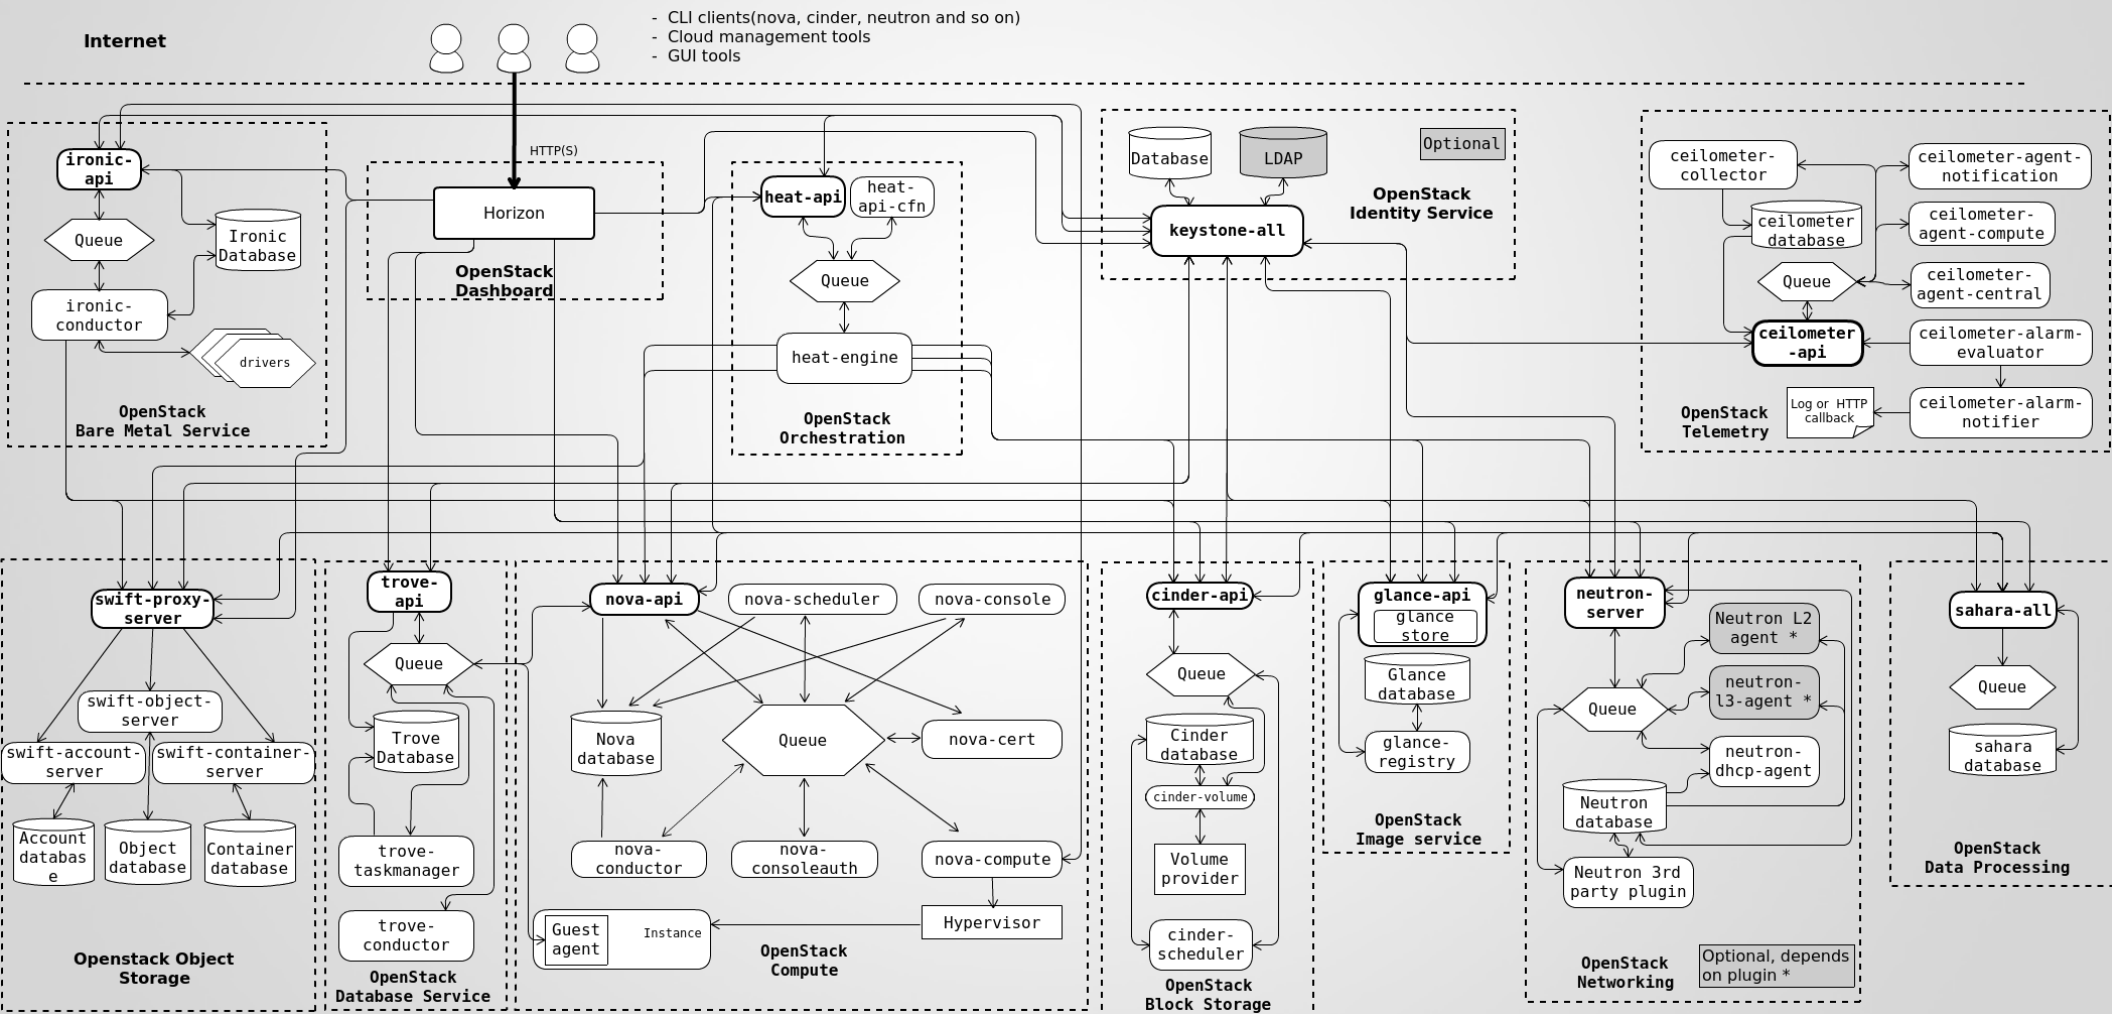 Internet
- CLI clients(nova, cinder, neutron and so on)
- Cloud management tools
- GUI tools
HTTP(S)
ironic-
api
Queue
Ironic
Database
ironic-
conductor
drivers
OpenStack
Bare Metal Service
Horizon
OpenStack
Dashboard
heat-api
heat-
api-cfn
Queue
heat-engine
OpenStack
Orchestration
Database
LDAP
Optional
OpenStack
Identity Service
keystone-all
ceilometer-
collector
ceilometer-agent-
notification
ceilometer
database
ceilometer-
agent-compute
Queue
ceilometer-
agent-central
ceilometer
-api
ceilometer-alarm-
evaluator
Log or HTTP
callback
ceilometer-alarm-
notifier
OpenStack
Telemetry
swift-proxy-
server
swift-object-
server
swift-account-
server
swift-container-
server
Account
databas
e
Object
database
Container
database
Openstack Object
Storage
trove-
api
Queue
Trove
Database
trove-
taskmanager
trove-
conductor
OpenStack
Database Service
nova-api
nova-scheduler
nova-console
Nova
database
Queue
nova-cert
nova-
conductor
nova-
consoleauth
nova-compute
Guest
agent
Instance
Hypervisor
OpenStack
Compute
cinder-api
Queue
Cinder
database
cinder-volume
Volume
provider
cinder-
scheduler
OpenStack
Block Storage
glance-api
glance
store
Glance
database
glance-
registry
OpenStack
Image service
neutron-
server
Neutron L2
agent *
neutron-
l3-agent *
Queue
neutron-
dhcp-agent
Neutron
database
Neutron 3rd
party plugin
OpenStack
Networking
Optional, depends
on plugin *
sahara-all
Queue
sahara
database
OpenStack
Data Processing